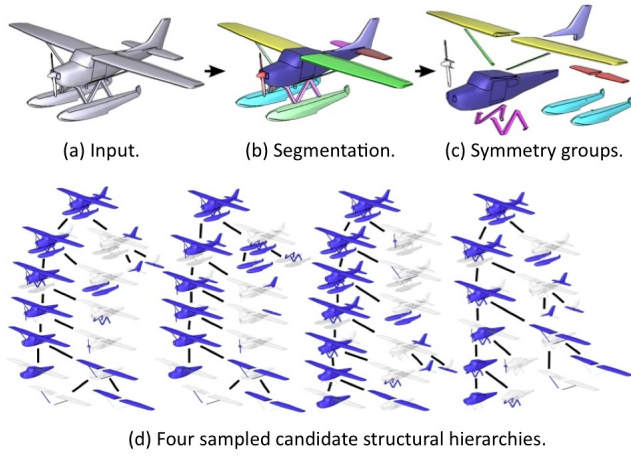 (a) Input.
(b) Segmentation.
(c) Symmetry groups.
(d) Four sampled candidate structural hierarchies.